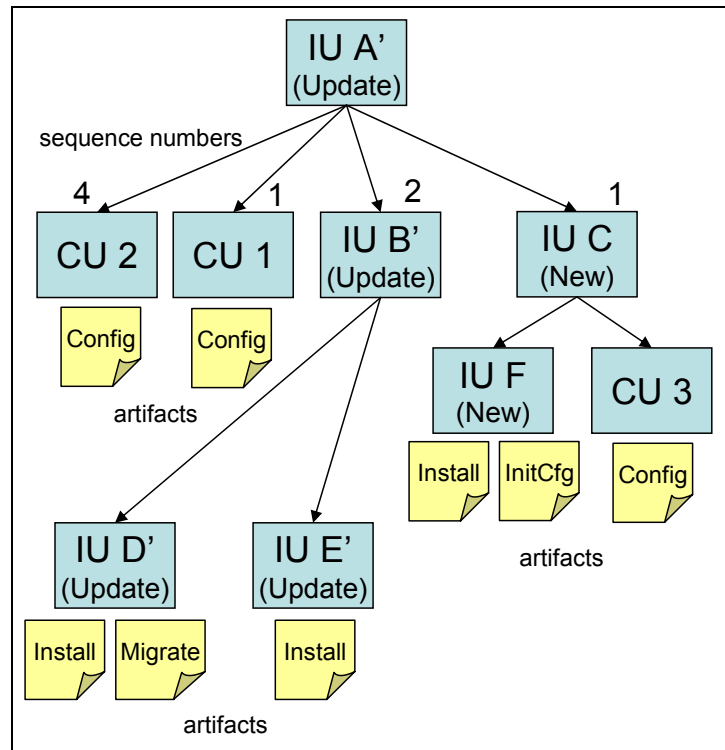 IU A'
(Update)
sequence numbers
4
1
2
1
CU 2
CU 1
IU B'
(Update)
IU C
(New)
Config
Config
artifacts
IU F
(New)
CU 3
Install
InitCfg
Config
artifacts
IU D'
(Update)
IU E'
(Update)
Install
Migrate
Install
artifacts